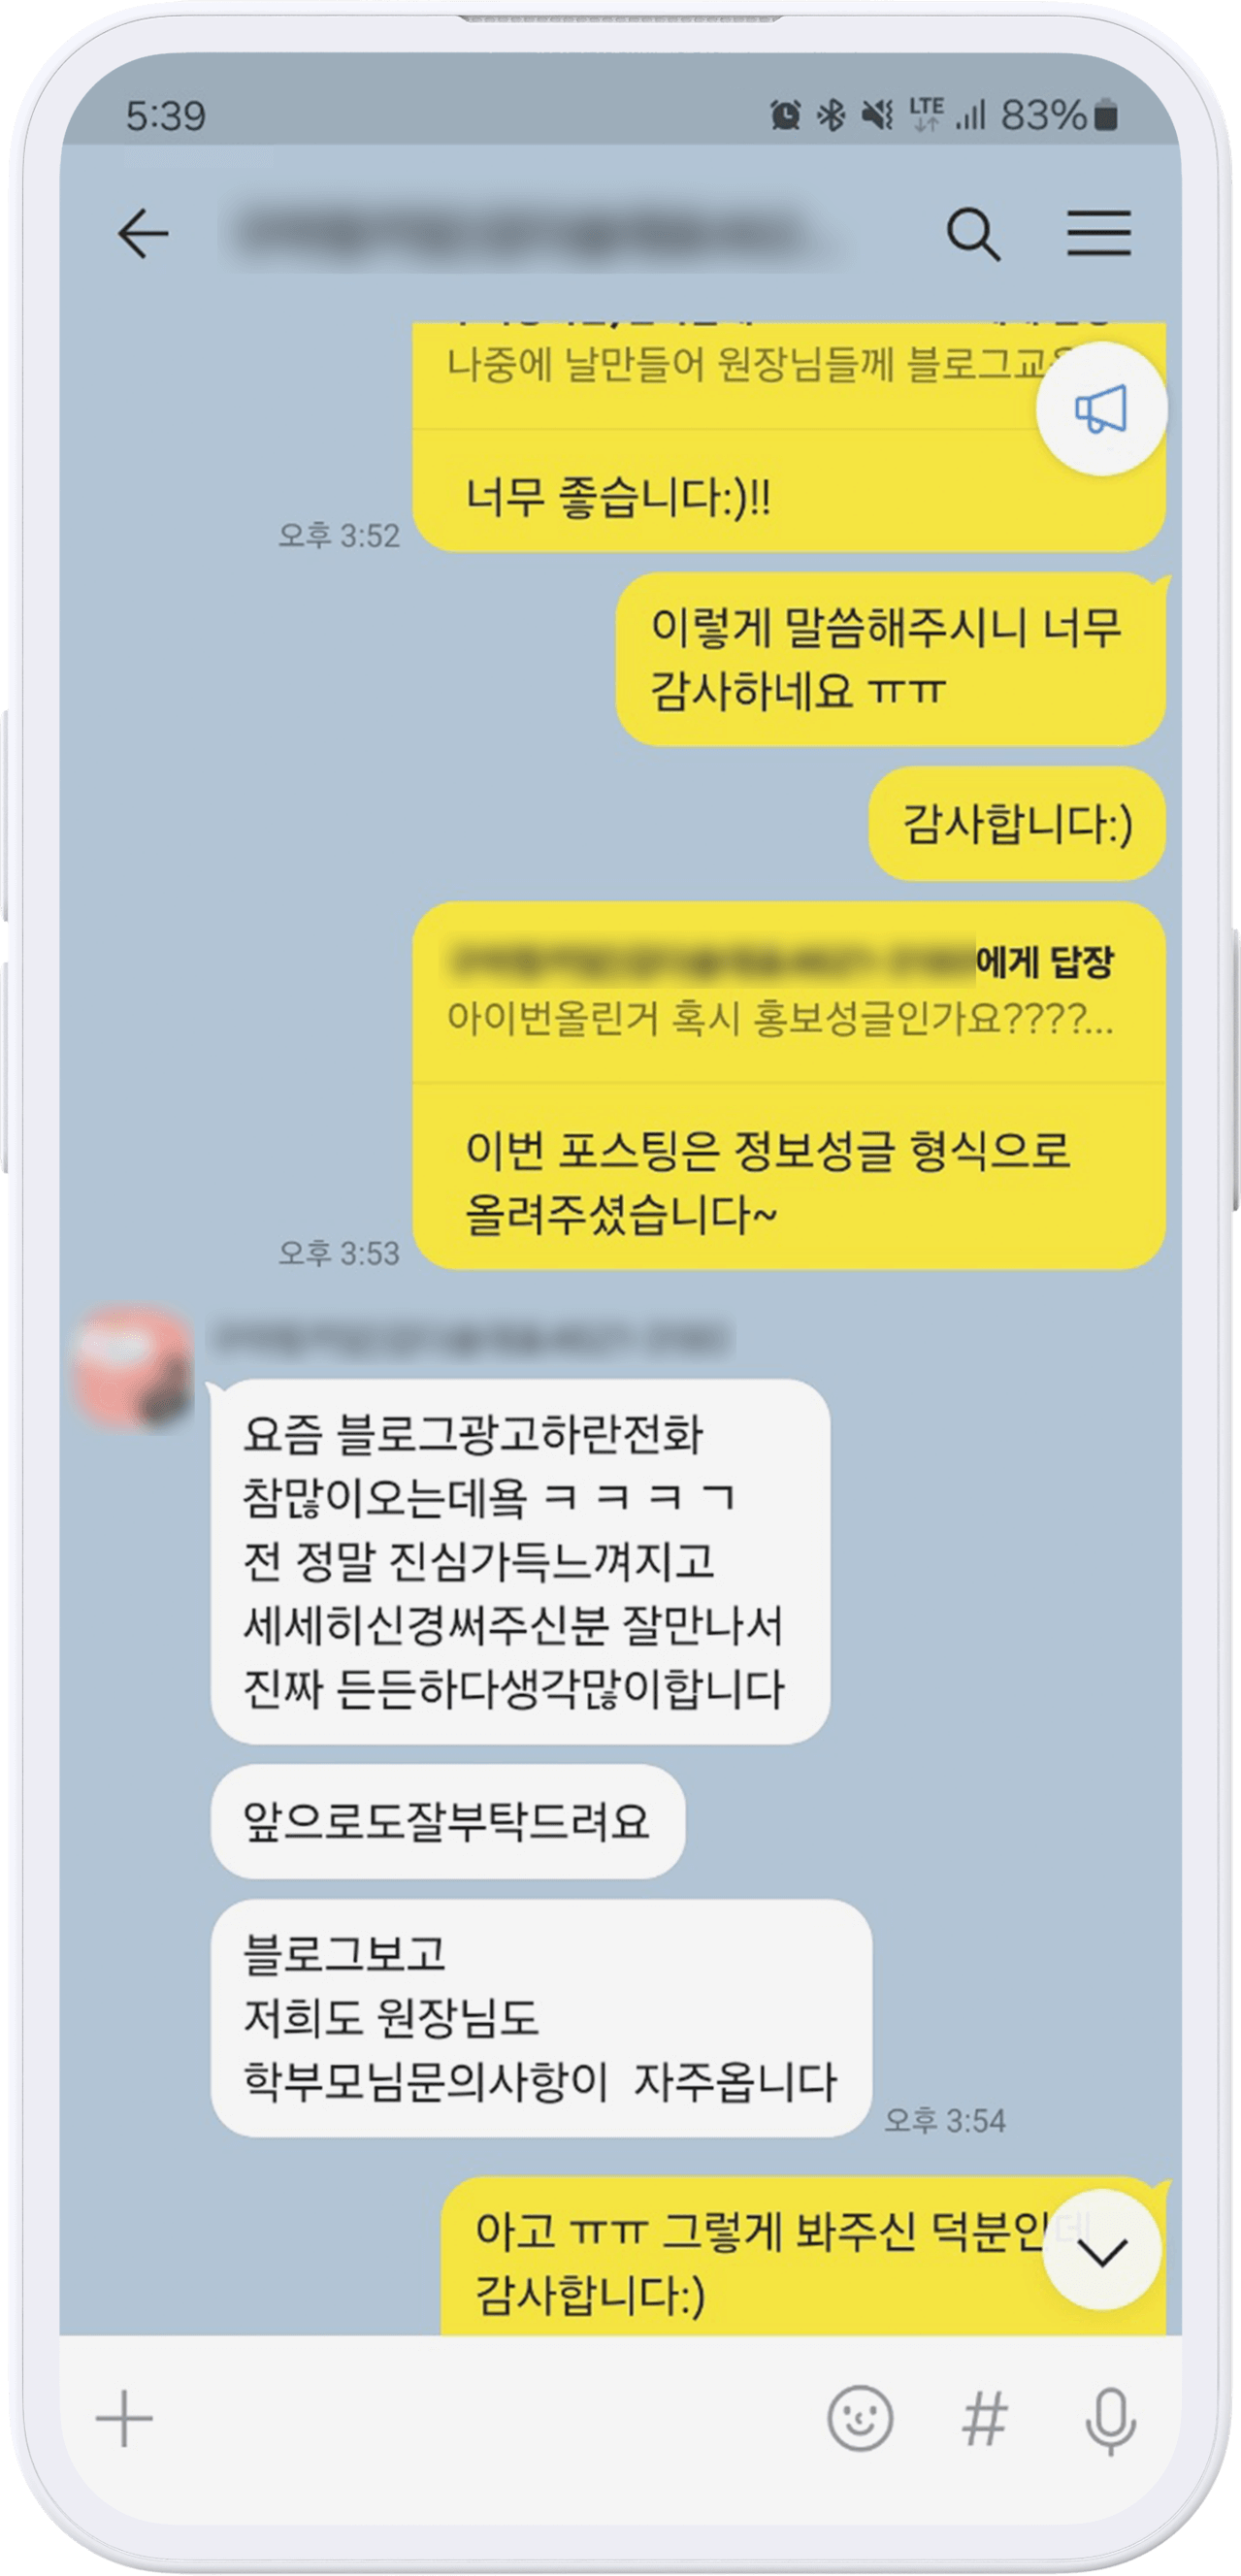 5:39
LTE
83%
나중에 날만들어 원장님들께 블로그교육
너무 좋습니다:)!!
오후 3:52
이렇게 말씀해주시니 너무
감사하네요 ㅠㅠ
감사합니다:)
에게 답장
아이번올린거 혹시 홍보성글인가요????...
이번 포스팅은 정보성글 형식으로
올려주셨습니다~
오후 3:53
요즘 블로그광고하란전화
참많이오는데욬 ㅋ ㅋ ㅋ ㄱ
전 정말 진심가득느껴지고
세세히신경써주신분 잘만나서
진짜 든든하다생각많이합니다
앞으로도잘부탁드려요
블로그보고
저희도 원장님도
학부모님문의사항이 자주옵니다
오후 3:54
아고 ㅠㅠ 그렇게 봐주신 덕분인데
감사합니다:)
#